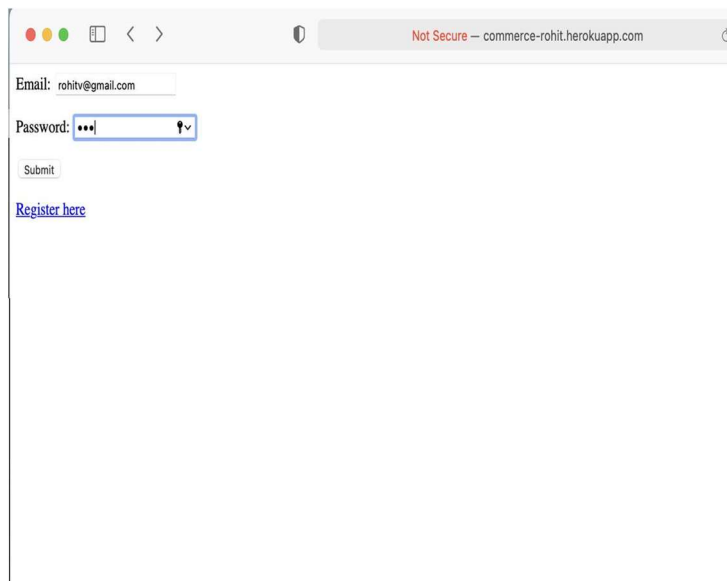 Not Secure — commerce-rohit.herokuapp.com
Email: rohitv@gmail.com
Password: •••
Submit
Register here